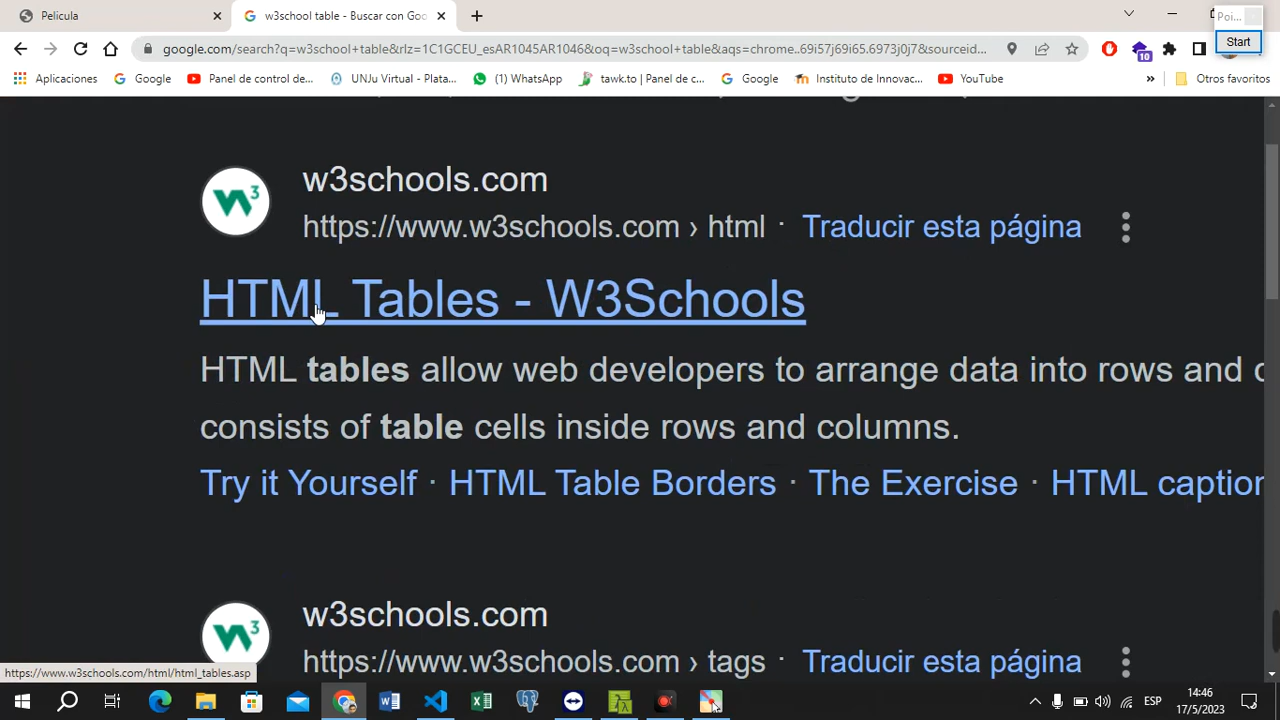 Película
w3school table - Buscar con Goo
Poi...
Start
google.com/search?q=w3school+table&rlz=1C1GCEU_esAR1045AR1046&oq=w3school+table&aqs=chrome..69i57j69i65.6973j0j7&sourceid...
10
Aplicaciones
Google
Panel de control de...
UNJu Virtual - Plata...
(1) WhatsApp
tawk.to | Panel de c...
Google
Instituto de Innovac...
YouTube
»
Otros favoritos
w3schools.com
https://www.w3schools.com › html · Traducir esta página
HTML Tables - W3Schools
HTML tables allow web developers to arrange data into rows and
consists of table cells inside rows and columns.
Try it Yourself · HTML Table Borders · The Exercise · HTML caption
w3schools.com
https://www.w3schools.com › tags · Traducir esta página
https://www.w3schools.com/html/html_tables.asp
ESP
14:46
17/5/2023